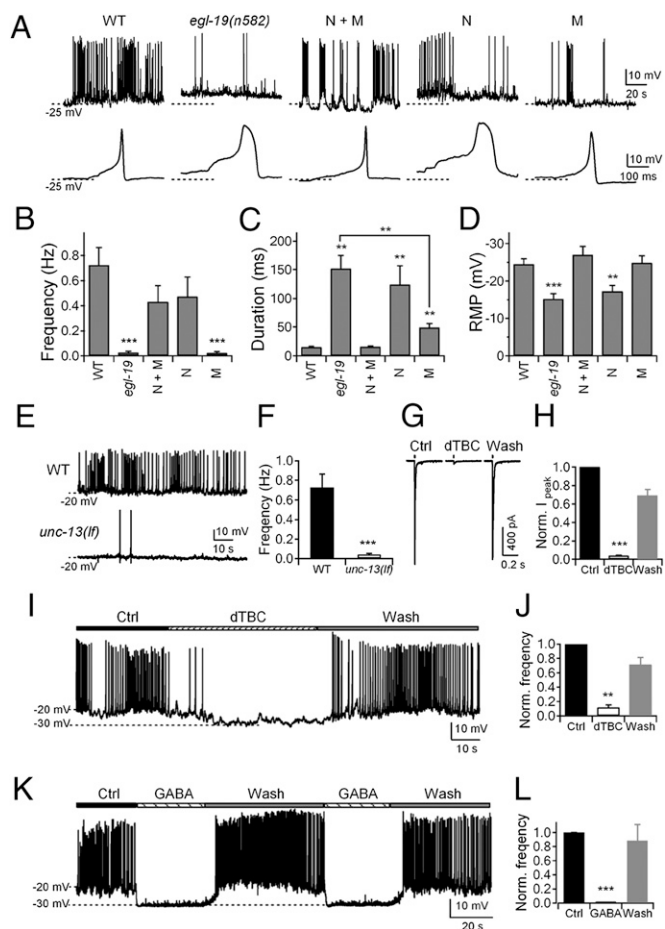 A
WT egl-19(n582) N + M N M
10 mV
20 s
-25 mV
10 mV
100 ms
-25 mV
B C D
Frequency (Hz)
0.8
0.6
0.4
0.2
0.0
*** ***
WT egl-19 N + M N M
Duration (ms)
200
150
100
50
0
**
** ** **
WT egl-19 N + M N M
RMP (mV)
-30
-20
-10
0
*** **
WT egl-19 N + M N M
E F G H
WT
-20 mV
unc-13(lf)
-20 mV
10 mV
10 s
Freqency (Hz)
1.0
0.8
0.6
0.4
0.2
0.0
***
WT unc-13(lf)
Ctrl dTBC Wash
400 pA
0.2 s
Norm. Ipeak
1.0
0.8
0.6
0.4
0.2
0.0
***
Ctrl dTBC Wash
I J
Ctrl dTBC Wash
-20 mV
-30 mV
10 mV
10 s
Norm. freqency
1.0
0.8
0.6
0.4
0.2
0.0
**
Ctrl dTBC Wash
K L
Ctrl GABA Wash GABA Wash
-20 mV
-30 mV
10 mV
20 s
Norm. freqency
1.0
0.8
0.6
0.4
0.2
0.0
***
Ctrl GABA Wash